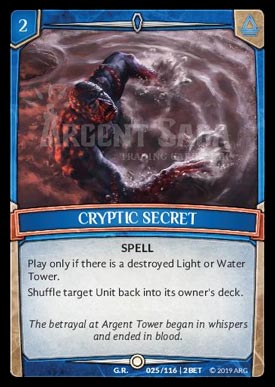 2
ARGENT SAGA
TRADING CARD GAME
CRYPTIC SECRET
SPELL
Play only if there is a destroyed Light or Water
Tower.
Shuffle target Unit back into its owner's deck.
The betrayal at Argent Tower began in whispers
and ended in blood.
G.R. 025/116 | 2BET © 2019 ARG